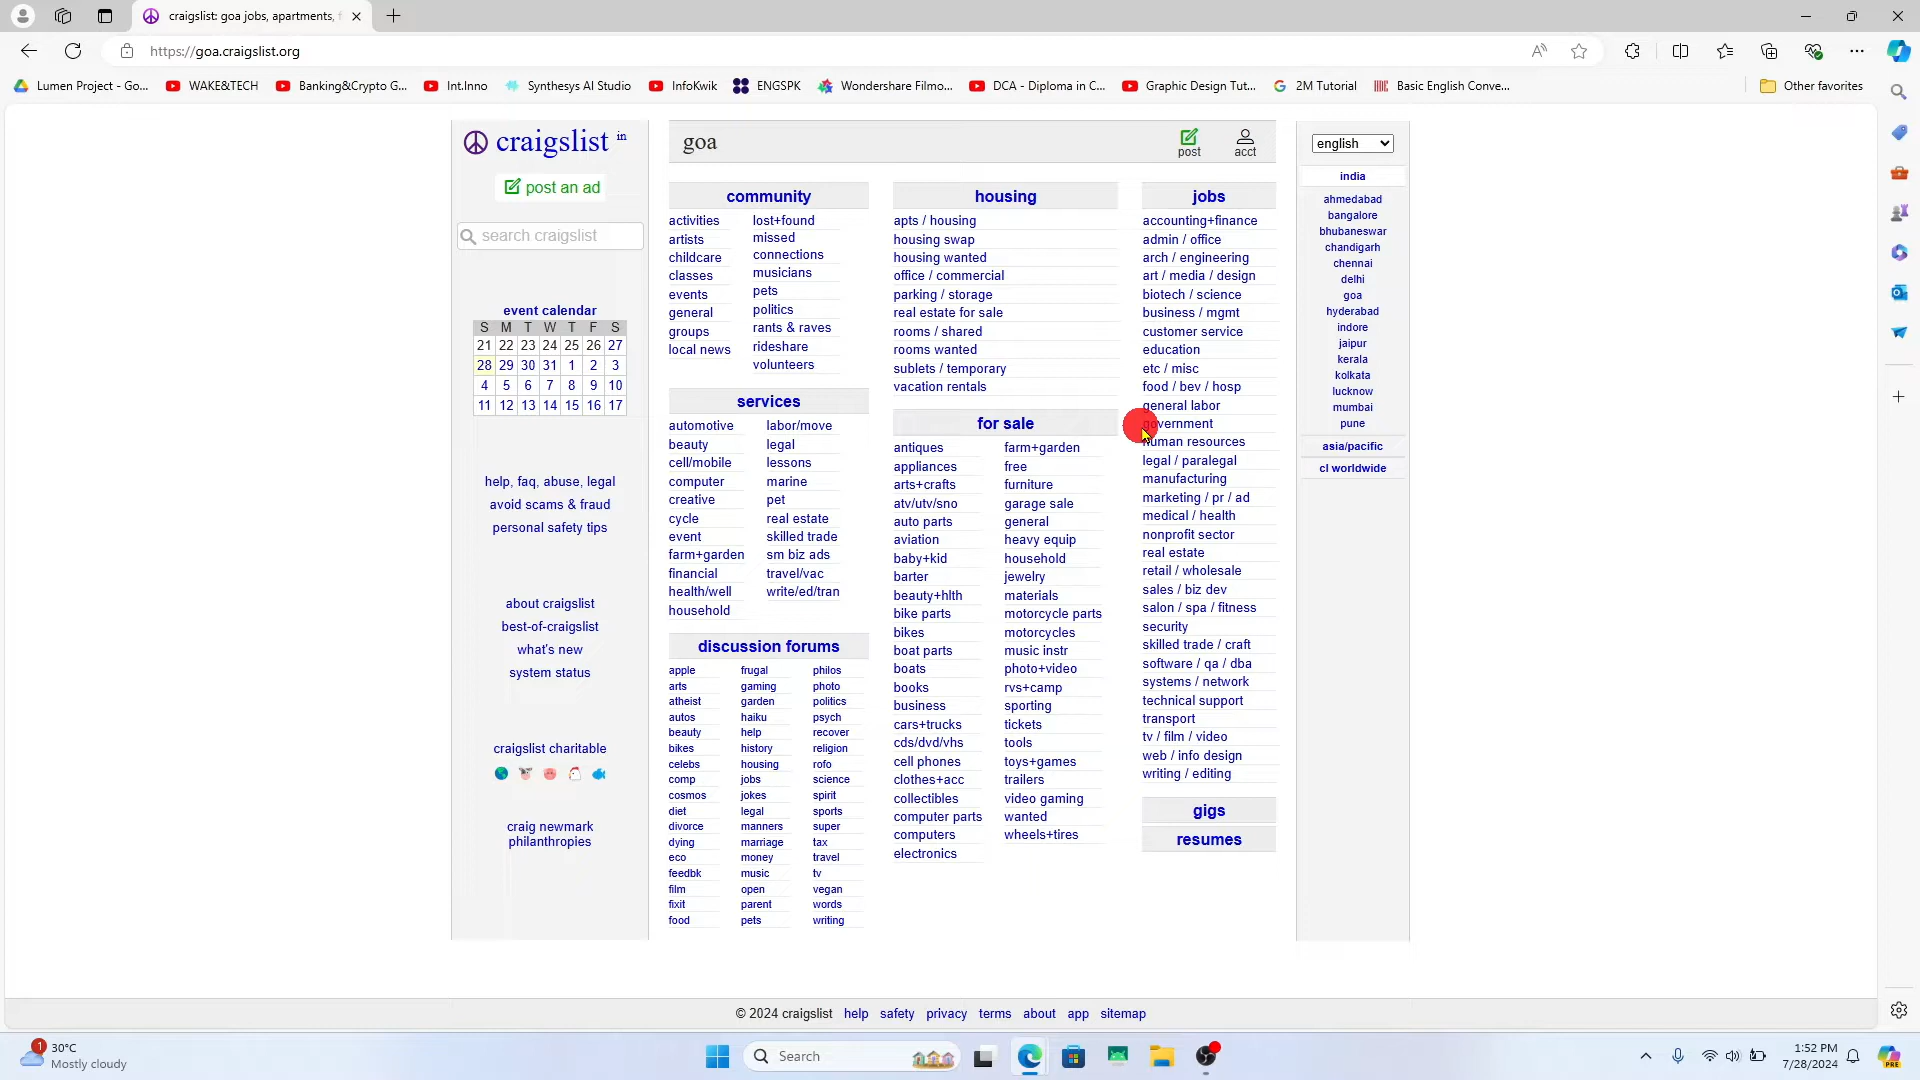 craigslist: goa jobs, apartments, f
https://goa.craigslist.org
Lumen Project - Go...
WAKE&TECH
Banking&Crypto G...
Int.Inno
Synthesys AI Studio
InfoKwik
ENGSPK
Wondershare Filmo...
DCA - Diploma in C...
Graphic Design Tut...
2M Tutorial
Basic English Conve...
Other favorites
craigslist in
post an ad
search craigslist
event calendar
S M T W T F S
21 22 23 24 25 26 27
28 29 30 31 1 2 3
4 5 6 7 8 9 10
11 12 13 14 15 16 17
help, faq, abuse, legal
avoid scams & fraud
personal safety tips
about craigslist
best-of-craigslist
what's new
system status
craigslist charitable
craig newmark
philanthropies
goa
post
acct
community
activities
artists
childcare
classes
events
general
groups
local news
lost+found
missed
connections
musicians
pets
politics
rants & raves
rideshare
volunteers
services
automotive
beauty
cell/mobile
computer
creative
cycle
event
farm+garden
financial
health/well
household
labor/move
legal
lessons
marine
pet
real estate
skilled trade
sm biz ads
travel/vac
write/ed/tran
discussion forums
apple
arts
atheist
autos
beauty
bikes
celebs
comp
cosmos
diet
divorce
dying
eco
feedbk
film
fixit
food
frugal
gaming
garden
haiku
help
history
housing
jobs
jokes
legal
manners
marriage
money
music
open
parent
pets
philos
photo
politics
psych
recover
religion
rofo
science
spirit
sports
super
tax
travel
tv
vegan
words
writing
housing
apts / housing
housing swap
housing wanted
office / commercial
parking / storage
real estate for sale
rooms / shared
rooms wanted
sublets / temporary
vacation rentals
for sale
antiques
appliances
arts+crafts
atv/utv/sno
auto parts
aviation
baby+kid
barter
beauty+hlth
bike parts
bikes
boat parts
boats
books
business
cars+trucks
cds/dvd/vhs
cell phones
clothes+acc
collectibles
computer parts
computers
electronics
farm+garden
free
furniture
garage sale
general
heavy equip
household
jewelry
materials
motorcycle parts
motorcycles
music instr
photo+video
rvs+camp
sporting
tickets
tools
toys+games
trailers
video gaming
wanted
wheels+tires
jobs
accounting+finance
admin / office
arch / engineering
art / media / design
biotech / science
business / mgmt
customer service
education
etc / misc
food / bev / hosp
general labor
government
human resources
legal / paralegal
manufacturing
marketing / pr / ad
medical / health
nonprofit sector
real estate
retail / wholesale
sales / biz dev
salon / spa / fitness
security
skilled trade / craft
software / qa / dba
systems / network
technical support
transport
tv / film / video
web / info design
writing / editing
gigs
resumes
english
india
ahmedabad
bangalore
bhubaneswar
chandigarh
chennai
delhi
goa
hyderabad
indore
jaipur
kerala
kolkata
lucknow
mumbai
pune
asia/pacific
cl worldwide
© 2024 craigslist help safety privacy terms about app sitemap
1
30°C
Mostly cloudy
Search
1:52 PM
7/28/2024
PRE